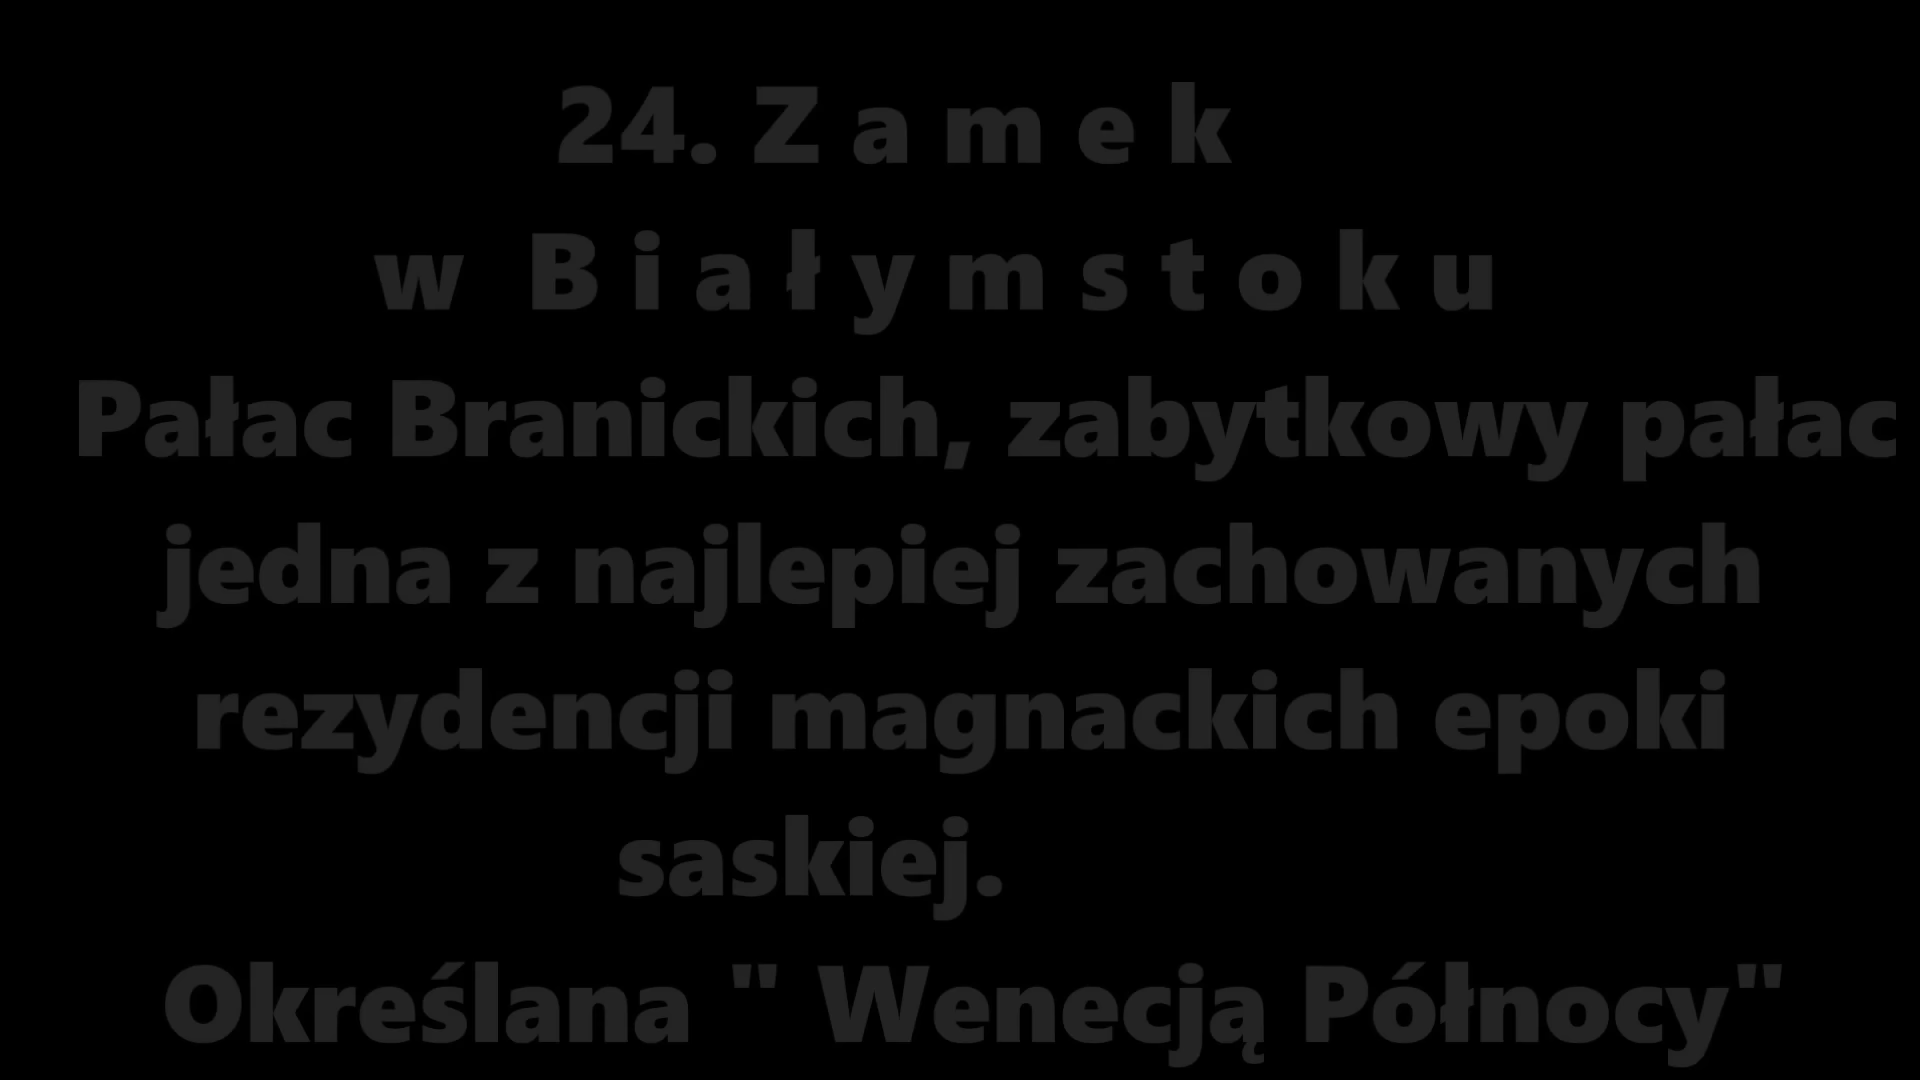 24. Z a m e k
w B i a ł y m s t o k u
Pałac Branickich, zabytkowy pałac
jedna z najlepiej zachowanych
rezydencji magnackich epoki
saskiej.
Określana " Wenecją Północy"